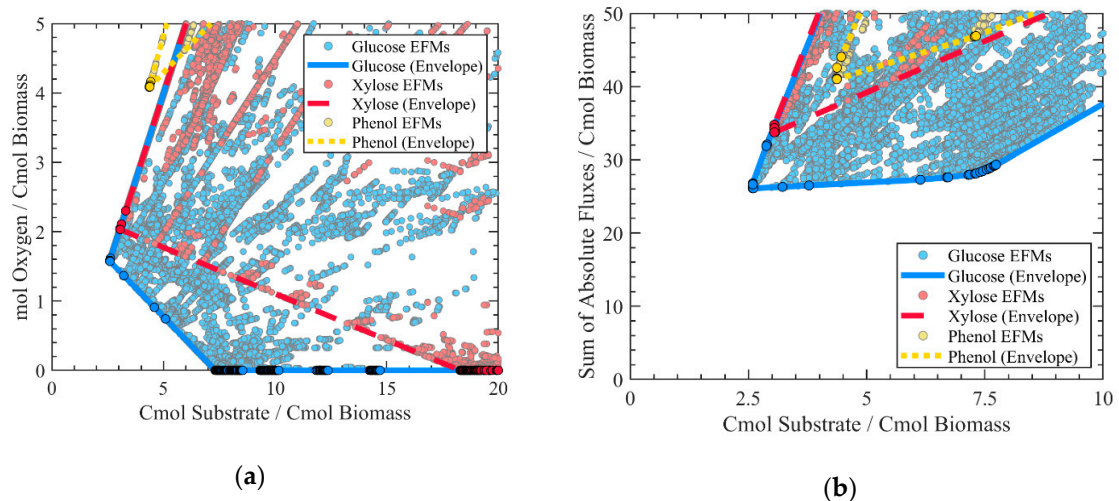 5
4
3
2
1
0
mol Oxygen / Cmol Biomass
0
5
10
15
20
Cmol Substrate / Cmol Biomass
Glucose EFMs
Glucose (Envelope)
Xylose EFMs
Xylose (Envelope)
Phenol EFMs
Phenol (Envelope)
(a)
50
40
30
20
10
0
Sum of Absolute Fluxes / Cmol Biomass
0
2.5
5
7.5
10
Cmol Substrate / Cmol Biomass
Glucose EFMs
Glucose (Envelope)
Xylose EFMs
Xylose (Envelope)
Phenol EFMs
Phenol (Envelope)
(b)